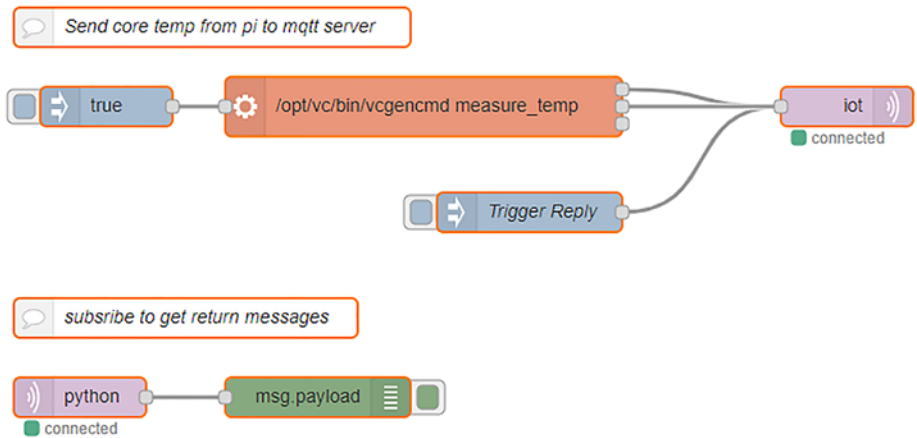 Send core temp from pi to mqtt server
true
/opt/vc/bin/vcgencmd measure_temp
iot
connected
Trigger Reply
subsribe to get return messages
python
msg.payload
connected